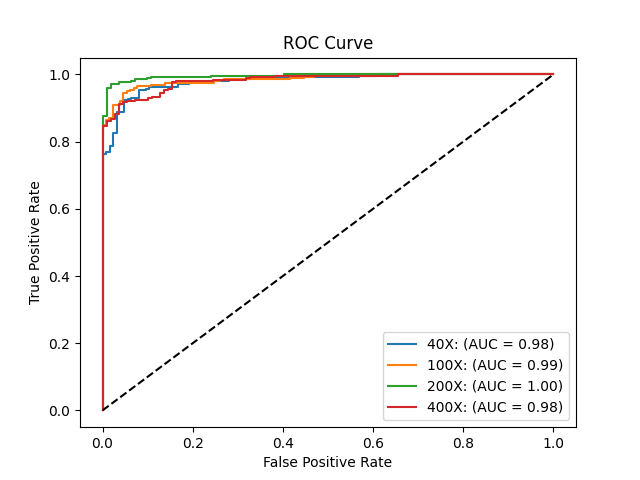 ROC Curve
1.0
0.8
0.6
0.4
0.2
0.0
True Positive Rate
40X: (AUC = 0.98)
100X: (AUC = 0.99)
200X: (AUC = 1.00)
400X: (AUC = 0.98)
0.0 0.2 0.4 0.6 0.8 1.0
False Positive Rate